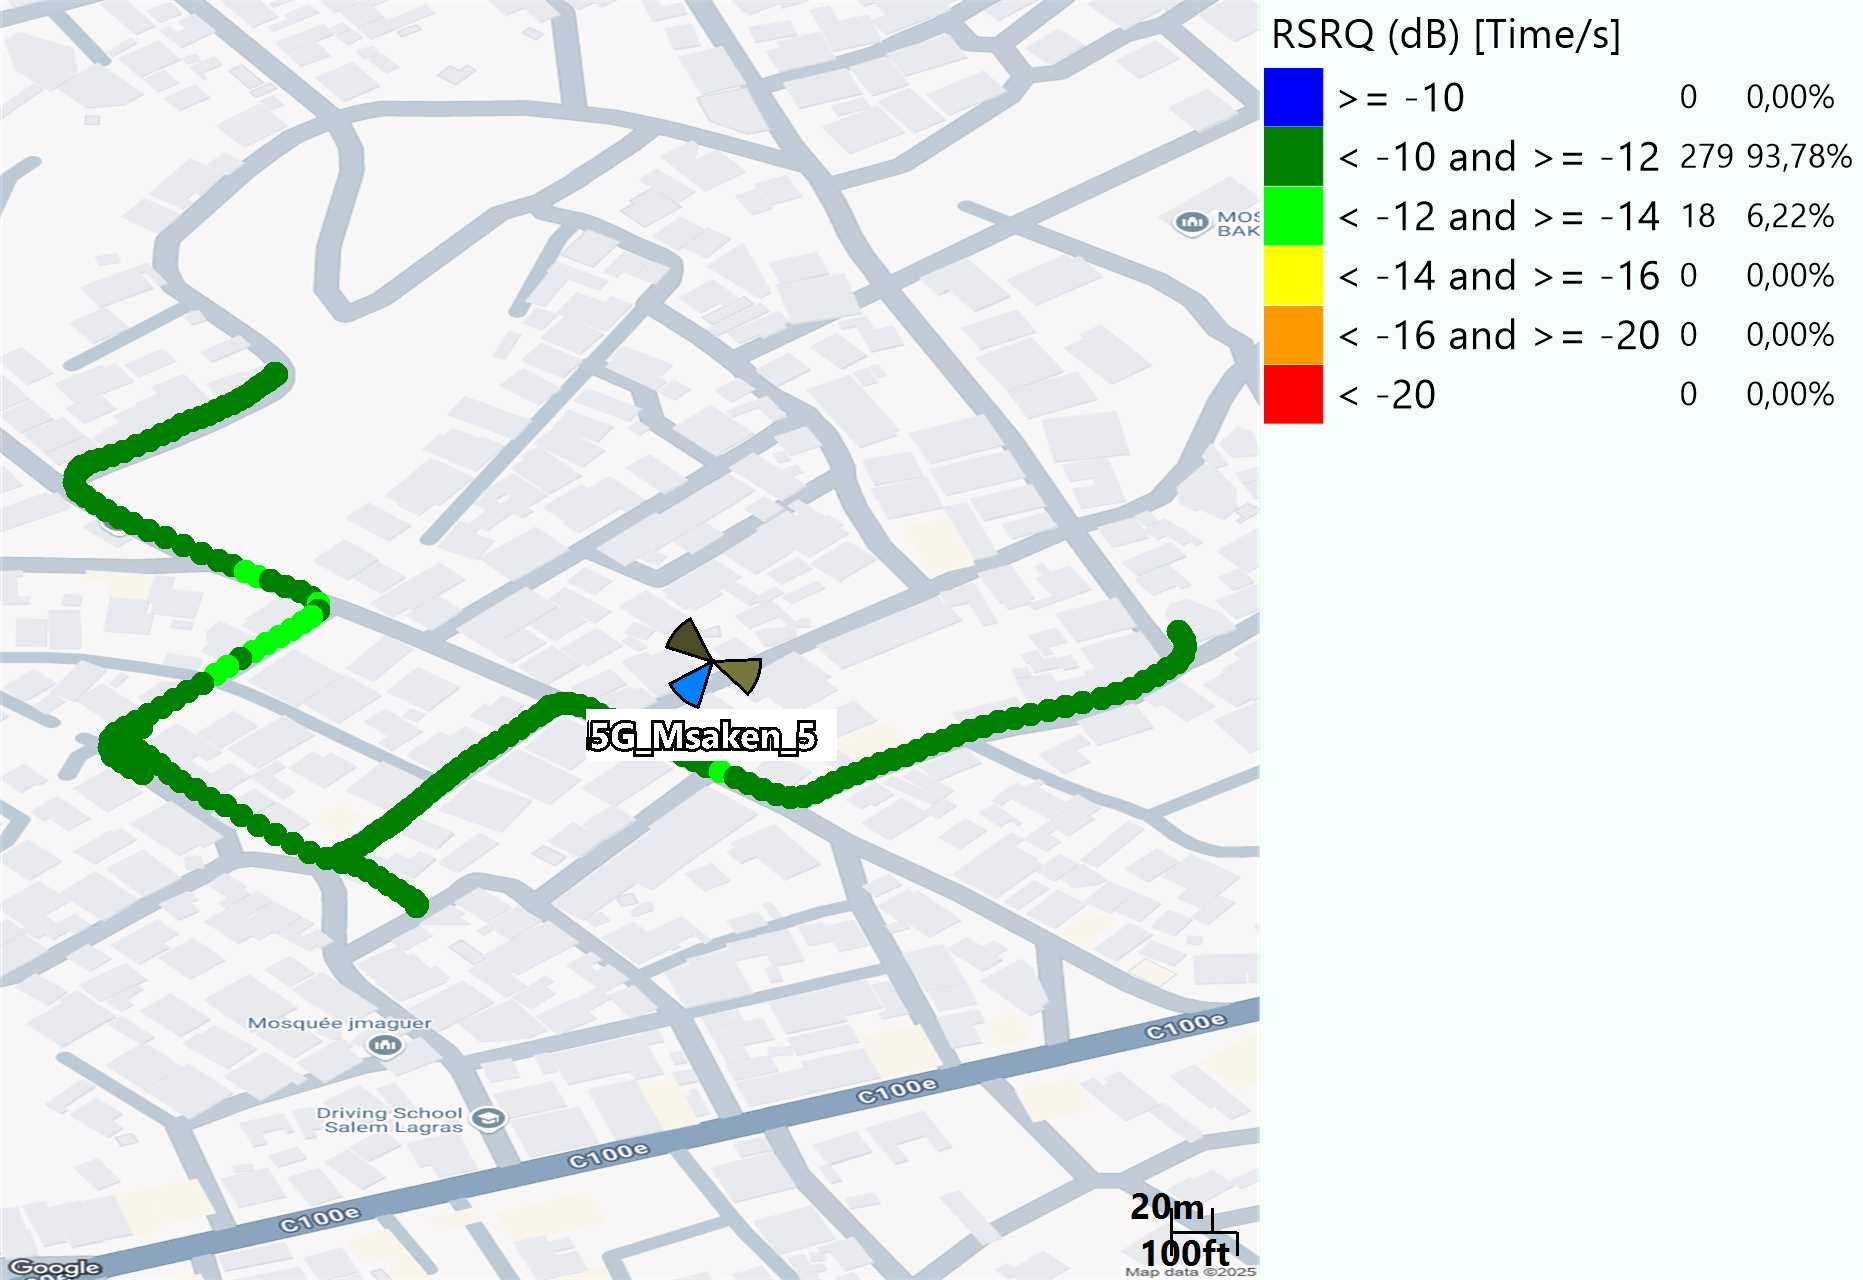 RSRQ (dB) [Time/s]
>= -10 0 0,00%
< -10 and >= -12 279 93,78%
< -12 and >= -14 18 6,22%
< -14 and >= -16 0 0,00%
< -16 and >= -20 0 0,00%
< -20 0 0,00%
MOS
BAK
5G_Msaken_5
Mosquée jmaguer
C100e
C100e
Driving School
Salem Lagras
C100e
C100e
20m
100ft
Google
Map data ©2025